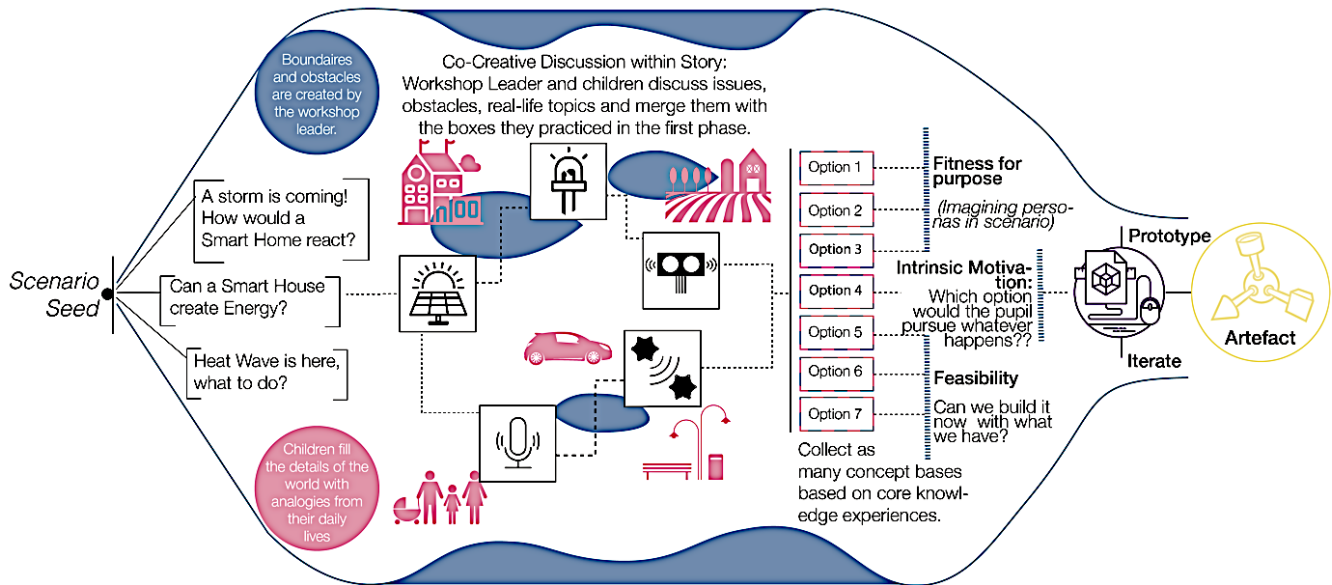 Boundaires
and obstacles
are created by
the workshop
leader.
Co-Creative Discussion within Story:
Workshop Leader and children discuss issues,
obstacles, real-life topics and merge them with
the boxes they practiced in the first phase.
Scenario
Seed
A storm is coming!
How would a
Smart Home react?
Can a Smart House
create Energy?
Heat Wave is here,
what to do?
Children fill
the details of the
world with
analogies from
their daily
lives
Option 1
Option 2
Option 3
Option 4
Option 5
Option 6
Option 7
Collect as
many concept bases
based on core knowl-
edge experiences.
Fitness for
purpose
(Imagining perso-
nas in scenario)
Intrinsic Motiva-
tion:
Which option
would the pupil
pursue whatever
happens??
Feasibility
Can we build it
now with what
we have?
Prototype
Iterate
Artefact